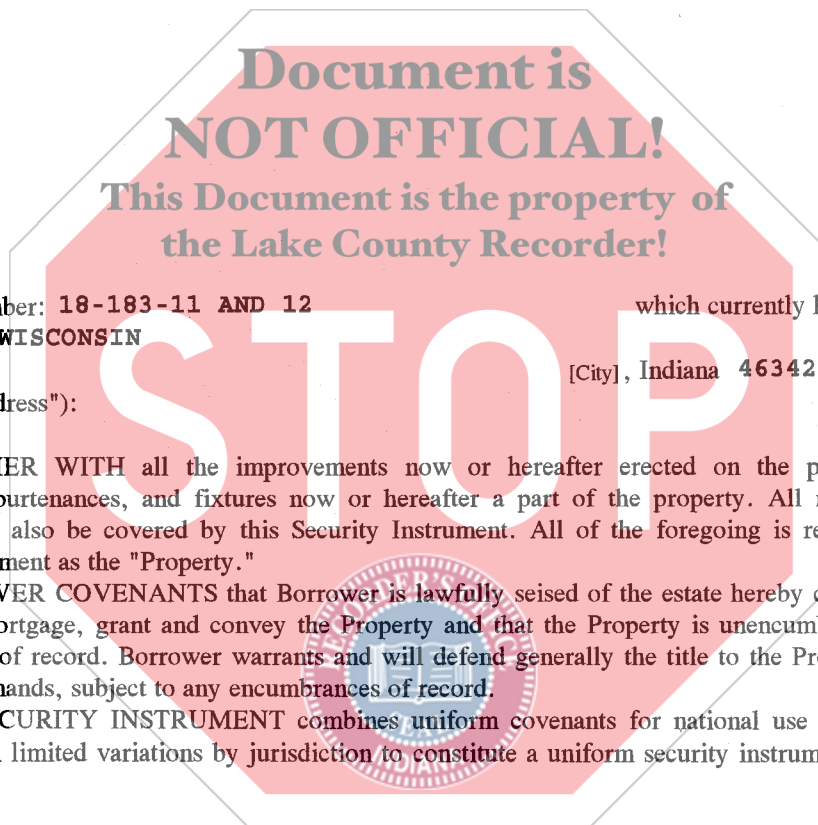 Document is
NOT OFFICIAL!
This Document is the property of
the Lake County Recorder!
ber: 18-183-11 AND 12 which currently
WISCONSIN
[City], Indiana 46342
dress"):
STOP
ER WITH all the improvements now or hereafter erected on the p
purtenances, and fixtures now or hereafter a part of the property. All
also be covered by this Security Instrument. All of the foregoing is re
ment as the "Property."
VER COVENANTS that Borrower is lawfully seised of the estate hereby
ortgage, grant and convey the Property and that the Property is unencumb
of record. Borrower warrants and will defend generally the title to the Pro
hands, subject to any encumbrances of record.
CURITY INSTRUMENT combines uniform covenants for national use
limited variations by jurisdiction to constitute a uniform security instrum